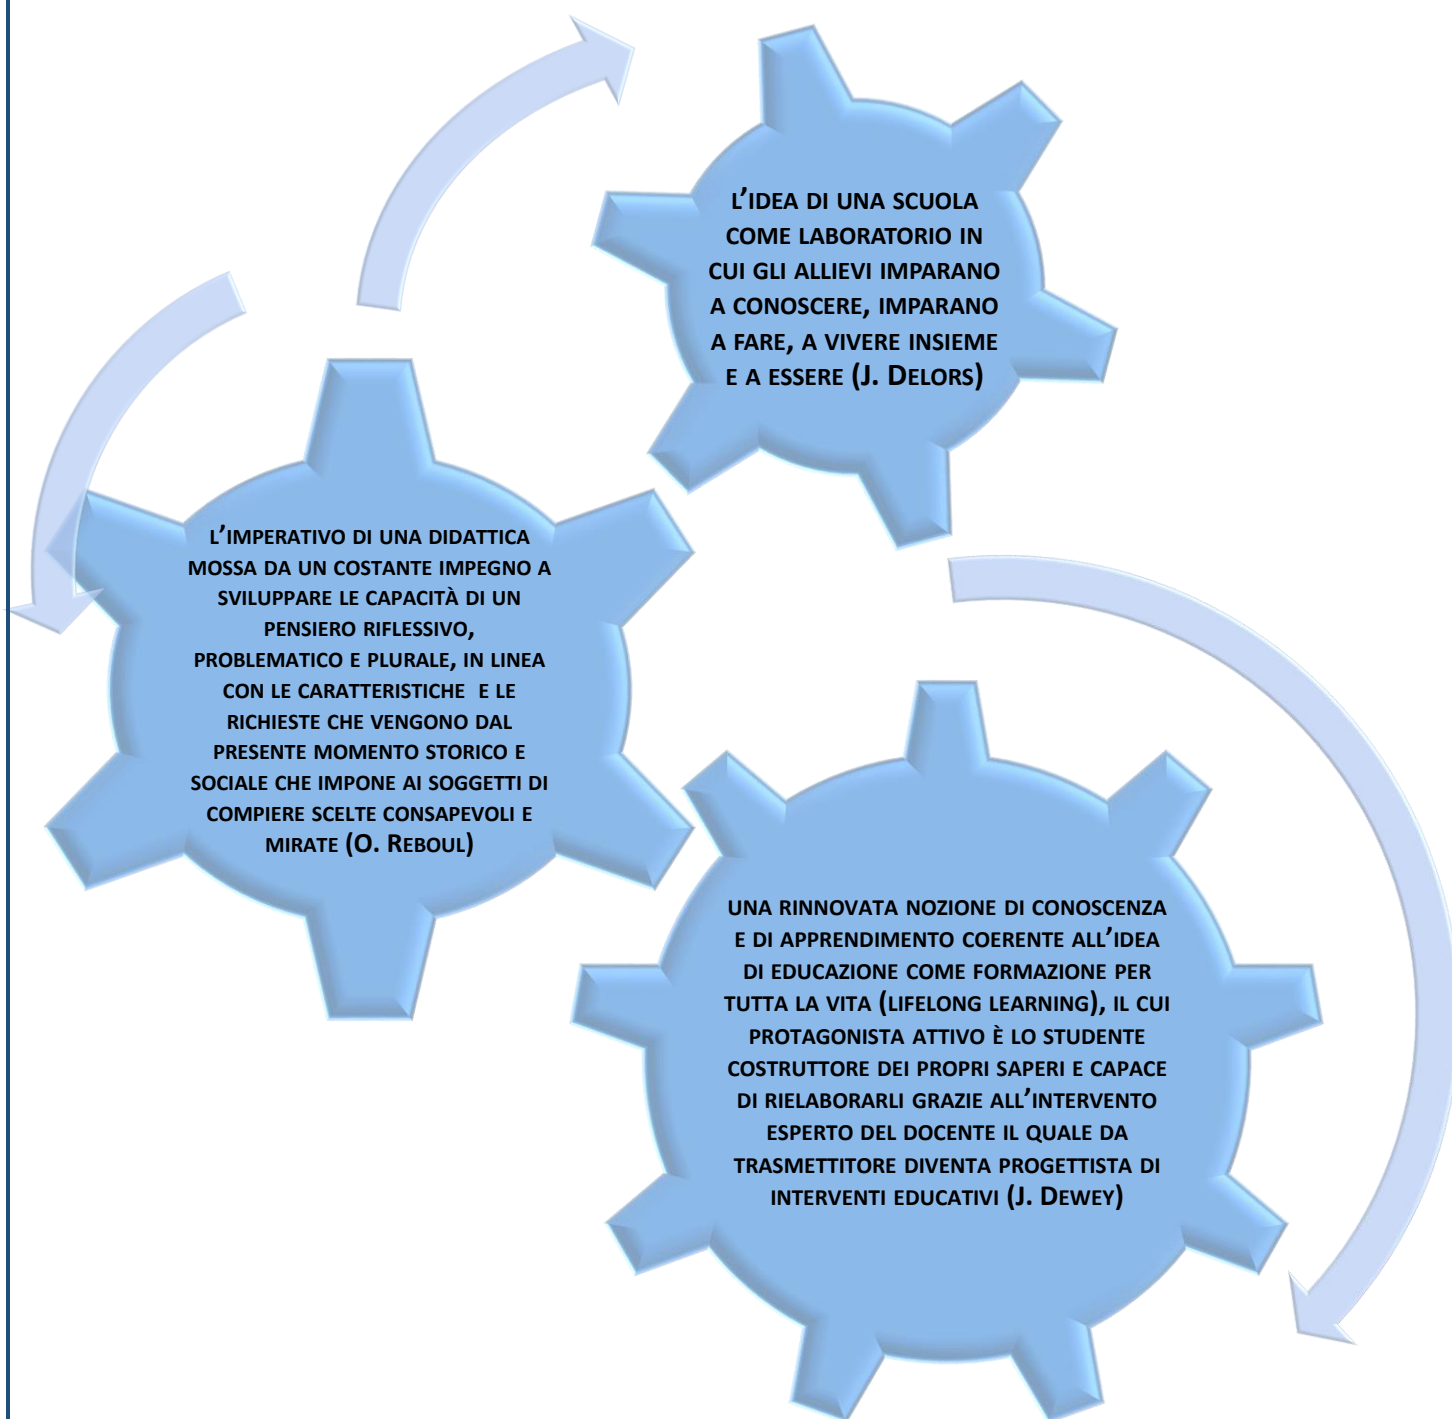 L'IDEA DI UNA SCUOLA
COME LABORATORIO IN
CUI GLI ALLIEVI IMPARANO
A CONOSCERE, IMPARANO
A FARE, A VIVERE INSIEME
E A ESSERE (J. DELORS)
L'IMPERATIVO DI UNA DIDATTICA
MOSSA DA UN COSTANTE IMPEGNO A
SVILUPPARE LE CAPACITÀ DI UN
PENSIERO RIFLESSIVO,
PROBLEMATICO E PLURALE, IN LINEA
CON LE CARATTERISTICHE E LE
RICHIESTE CHE VENGONO DAL
PRESENTE MOMENTO STORICO E
SOCIALE CHE IMPONE AI SOGGETTI DI
COMPIERE SCELTE CONSAPEVOLI E
MIRATE (O. REBOUL)
UNA RINNOVATA NOZIONE DI CONOSCENZA
E DI APPRENDIMENTO COERENTE ALL'IDEA
DI EDUCAZIONE COME FORMAZIONE PER
TUTTA LA VITA (LIFELONG LEARNING), IL CUI
PROTAGONISTA ATTIVO È LO STUDENTE
COSTRUTTORE DEI PROPRI SAPERI E CAPACE
DI RIELABORARLI GRAZIE ALL'INTERVENTO
ESPERTO DEL DOCENTE IL QUALE DA
TRASMETTITORE DIVENTA PROGETTISTA DI
INTERVENTI EDUCATIVI (J. DEWEY)